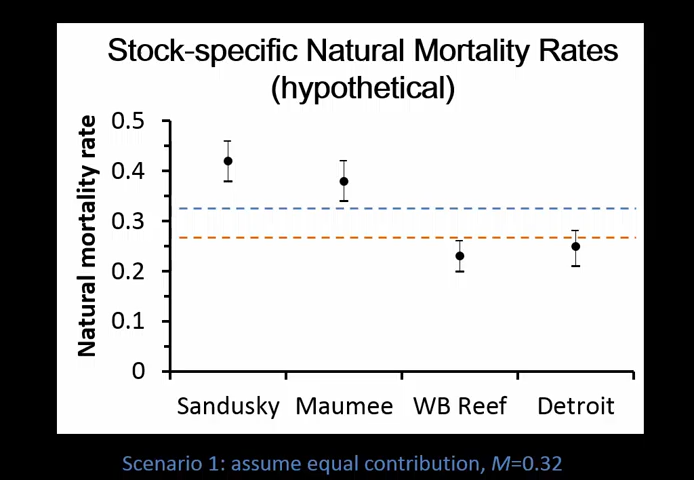 Stock-specific Natural Mortality Rates
(hypothetical)
Natural mortality rate
0.5
0.4
0.3
0.2
0.1
0
Sandusky Maumee WB Reef Detroit
Scenario 1: assume equal contribution, M=0.32